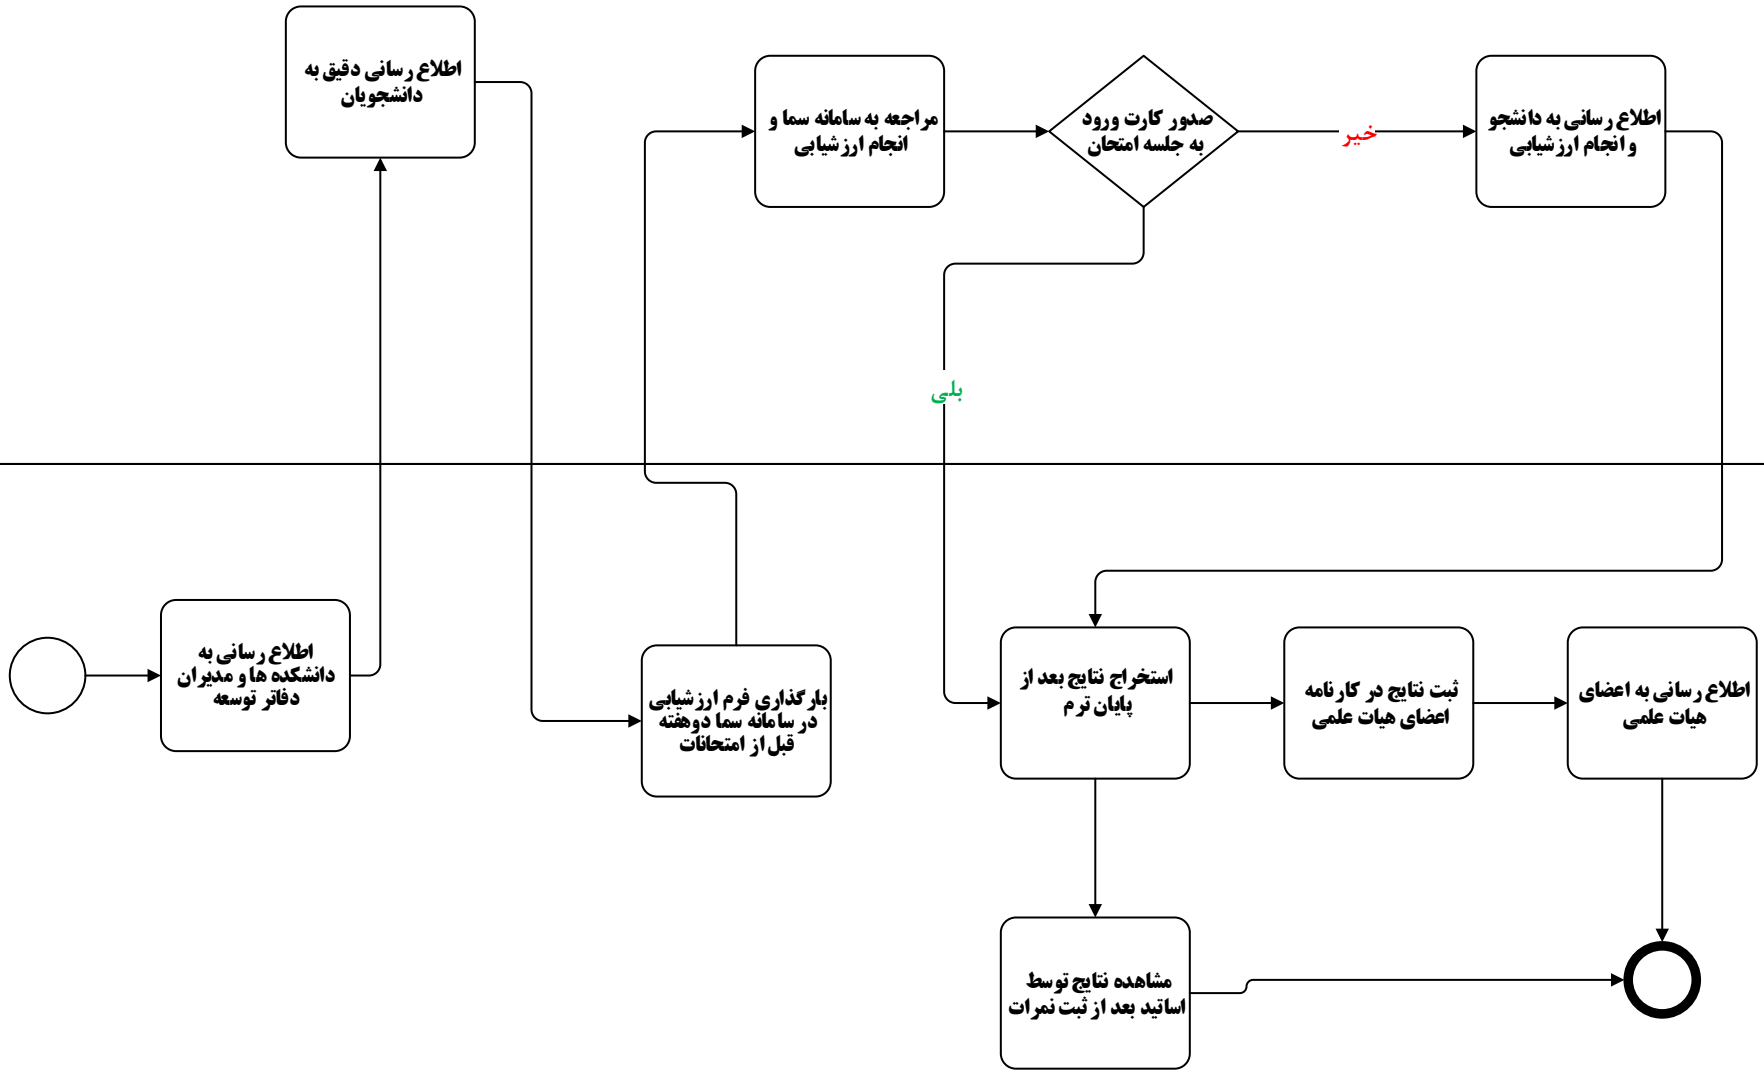 اطلاع رسانی دقیق به
دانشجویان
مراجعه به سامانه سما و
انجام ارزشیابی
صدور کارت ورود
به جلسه امتحان
خیر
اطلاع رسانی به دانشجو
و انجام ارزشیابی
بلی
اطلاع رسانی به
دانشکده ها و مدیران
دفاتر توسعه
بارگذاری فرم ارزشیابی
در سامانه سما دوهفته
قبل از امتحانات
استخراج نتایج بعد از
پایان ترم
ثبت نتایج در کارنامه
اعضای هیات علمی
اطلاع رسانی به اعضای
هیات علمی
مشاهده نتایج توسط
اساتید بعد از ثبت نمرات